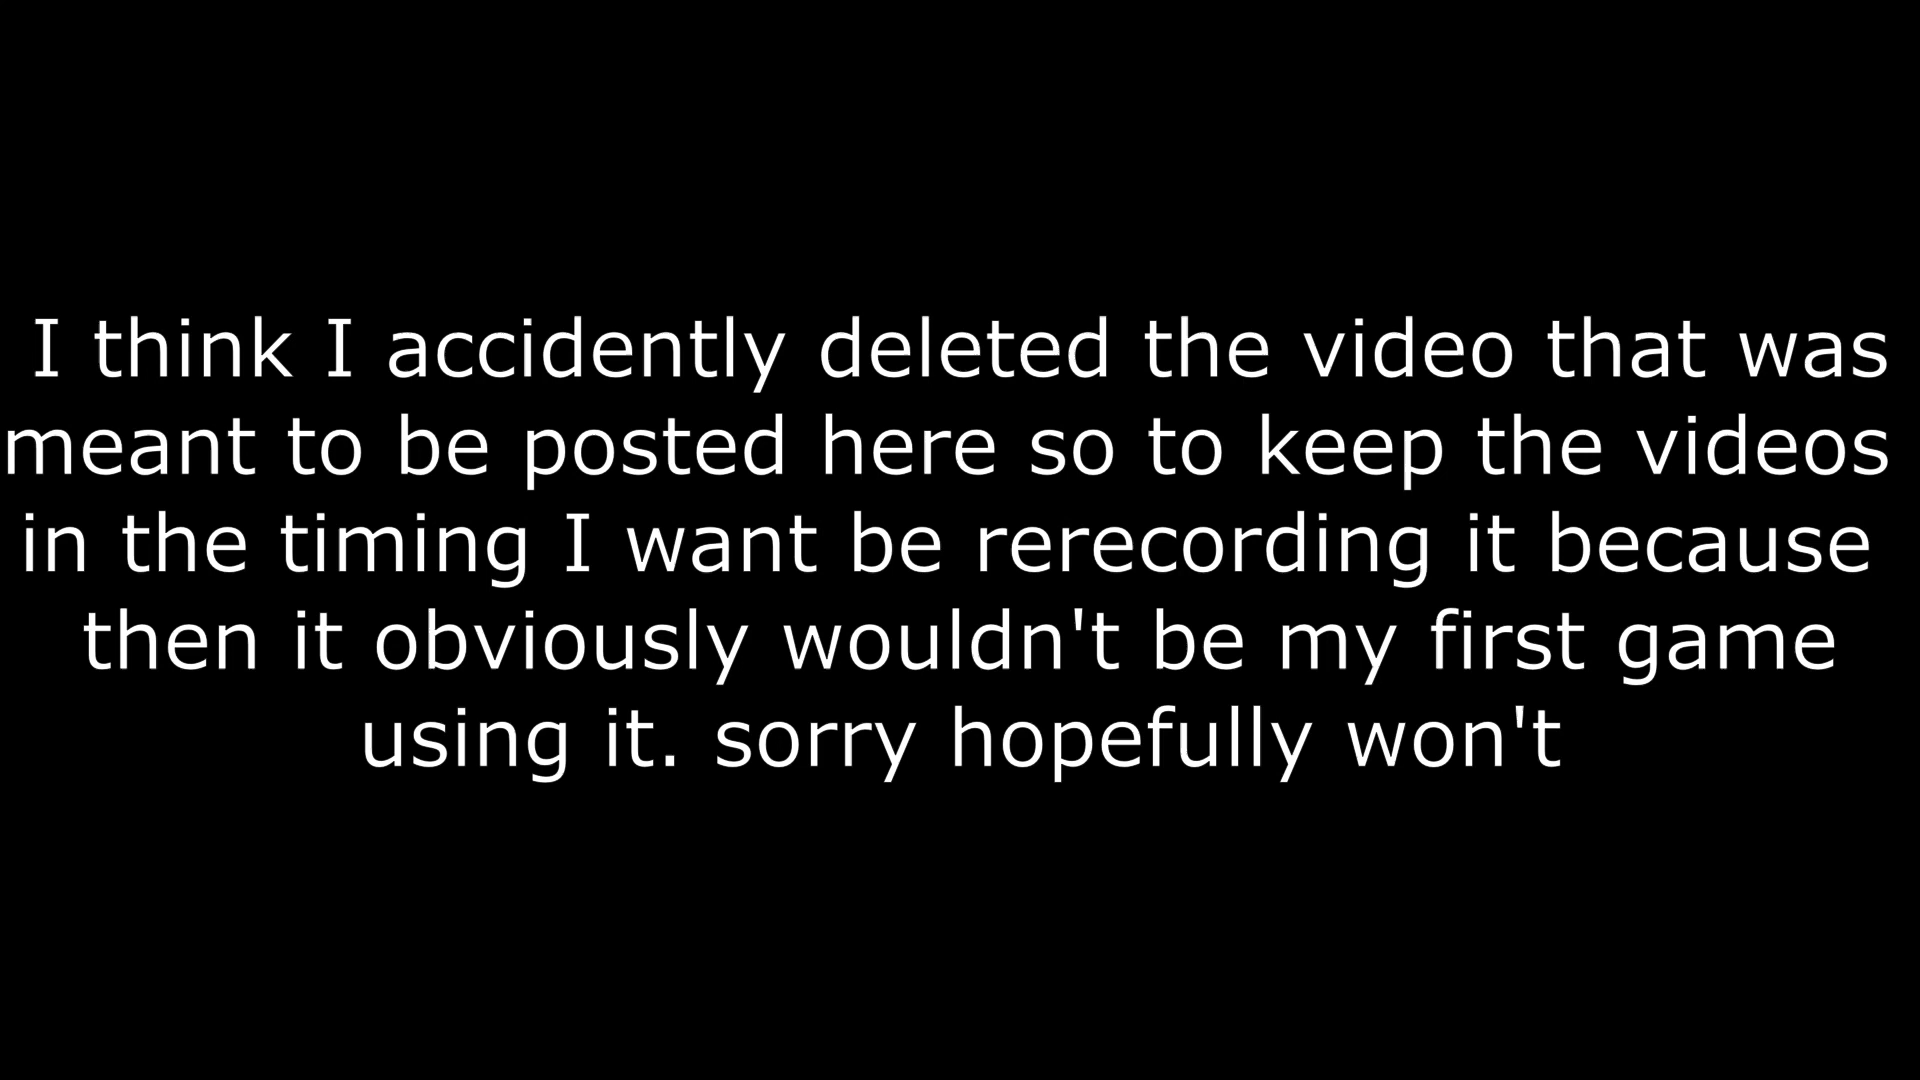 I think I accidently deleted the video that was
meant to be posted here so to keep the videos
in the timing I want be rerecording it because
then it obviously wouldn't be my first game
using it. sorry hopefully won't